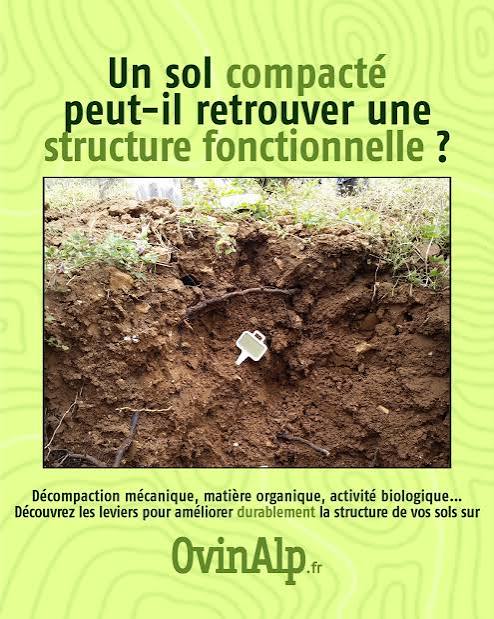 Un sol compacté
peut-il retrouver une
structure fonctionnelle ?
Décompaction mécanique, matière organique, activité biologique...
Découvrez les leviers pour améliorer durablement la structure de vos sols sur
OvinAlp.fr